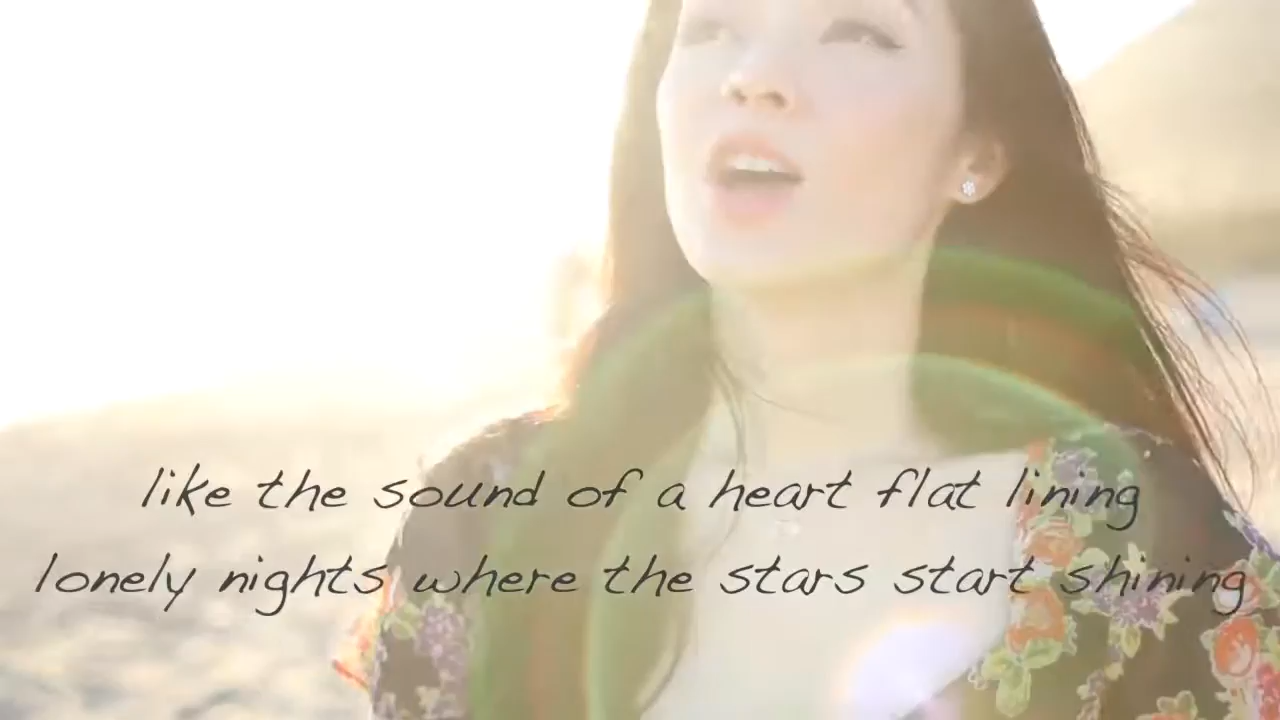 like the sound of a heart flat lining
lonely nights where the stars start shining